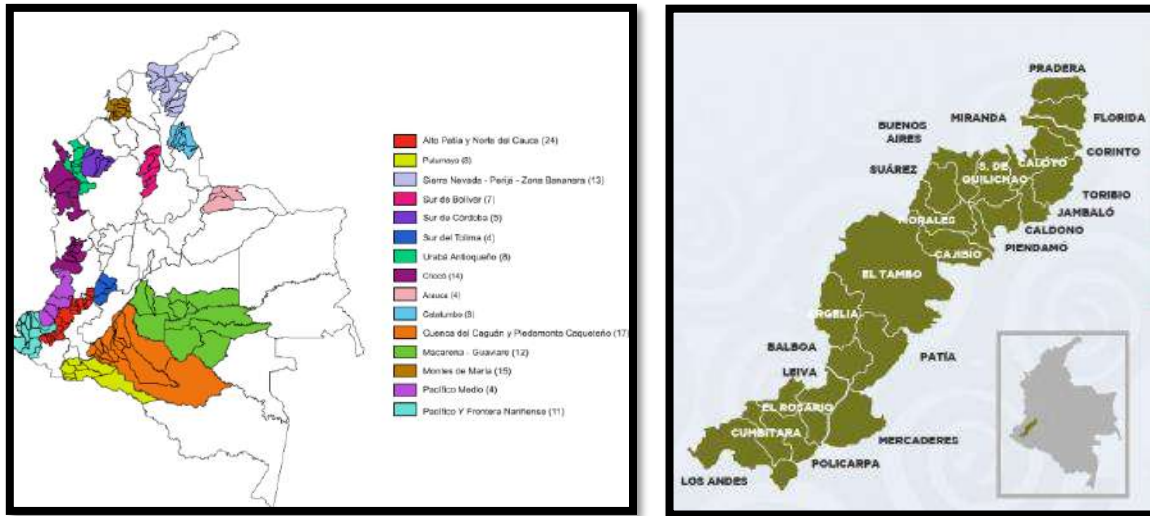 Alto Patía y Norte del Cauca (24)
Putumayo (8)
Sierra Nevada - Perijá - Zona Bananera (13)
Sur de Bolívar (7)
Sur de Córdoba (5)
Sur del Tolima (4)
Urabá Antioqueño (8)
Chocó (14)
Arauca (4)
Catatumbo (8)
Cuenca del Caguán y Piedemonte Caqueteño (17)
Macarena - Guaviare (12)
Montes de María (15)
Pacífico Medio (4)
Pacífico Y Frontera Nariñense (11)
PRADERA
MIRANDA
FLORIDA
BUENOS
AIRES
CORINTO
CALOTO
SUÁREZ
S. DE
QUILICHAO
TORIBIO
JAMBALÓ
MORALES
CALDONO
PIENDAMÓ
CAJIBÍO
EL TAMBO
ARGELIA
BALBOA
PATÍA
LEIVA
EL ROSARIO
CUMBITARA
MERCADERES
POLICARPA
LOS ANDES